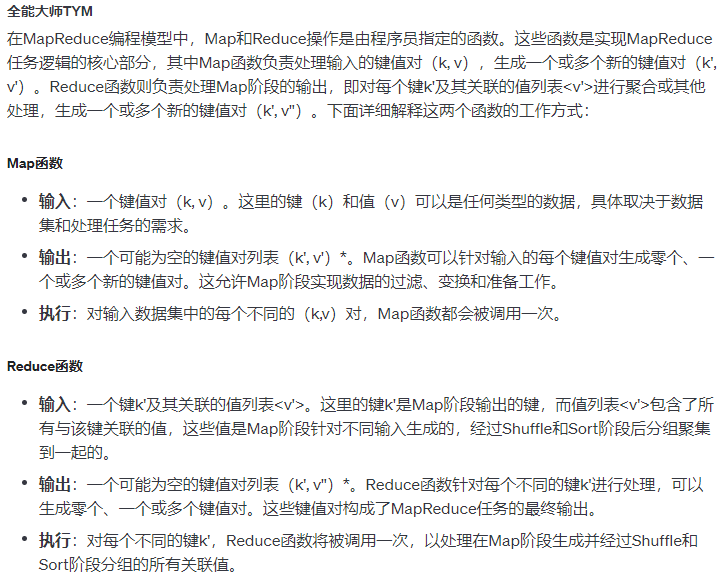 全能大师TYM
在MapReduce编程模型中，Map和Reduce操作是由程序员指定的函数。这些函数是实现MapReduce
任务逻辑的核心部分，其中Map函数负责处理输入的键值对（k, v），生成一个或多个新的键值对（k',
v'）。Reduce函数则负责处理Map阶段的输出，即对每个键k'及其关联的值列表<v'>进行聚合或其他
处理，生成一个或多个新的键值对（k', v''）。下面详细解释这两个函数的工作方式：
Map函数
• 输入：一个键值对（k, v）。这里的键（k）和值（v）可以是任何类型的数据，具体取决于数据
集和处理任务的需求。
• 输出：一个可能为空的键值对列表（k', v'）*。Map函数可以针对输入的每个键值对生成零个、一
个或多个新的键值对。这允许Map阶段实现数据的过滤、变换和准备工作。
• 执行：对输入数据集中的每个不同的（k,v）对，Map函数都会被调用一次。
Reduce函数
• 输入：一个键k'及其关联的值列表<v'>。这里的键k'是Map阶段输出的键，而值列表<v'>包含了所
有与该键关联的值，这些值是Map阶段针对不同输入生成的，经过Shuffle和Sort阶段后分组聚集
到一起的。
• 输出：一个可能为空的键值对列表（k', v''）*。Reduce函数针对每个不同的键k'进行处理，可以
生成零个、一个或多个键值对。这些键值对构成了MapReduce任务的最终输出。
• 执行：对每个不同的键k'，Reduce函数将被调用一次，以处理在Map阶段生成并经过Shuffle和
Sort阶段分组的所有关联值。